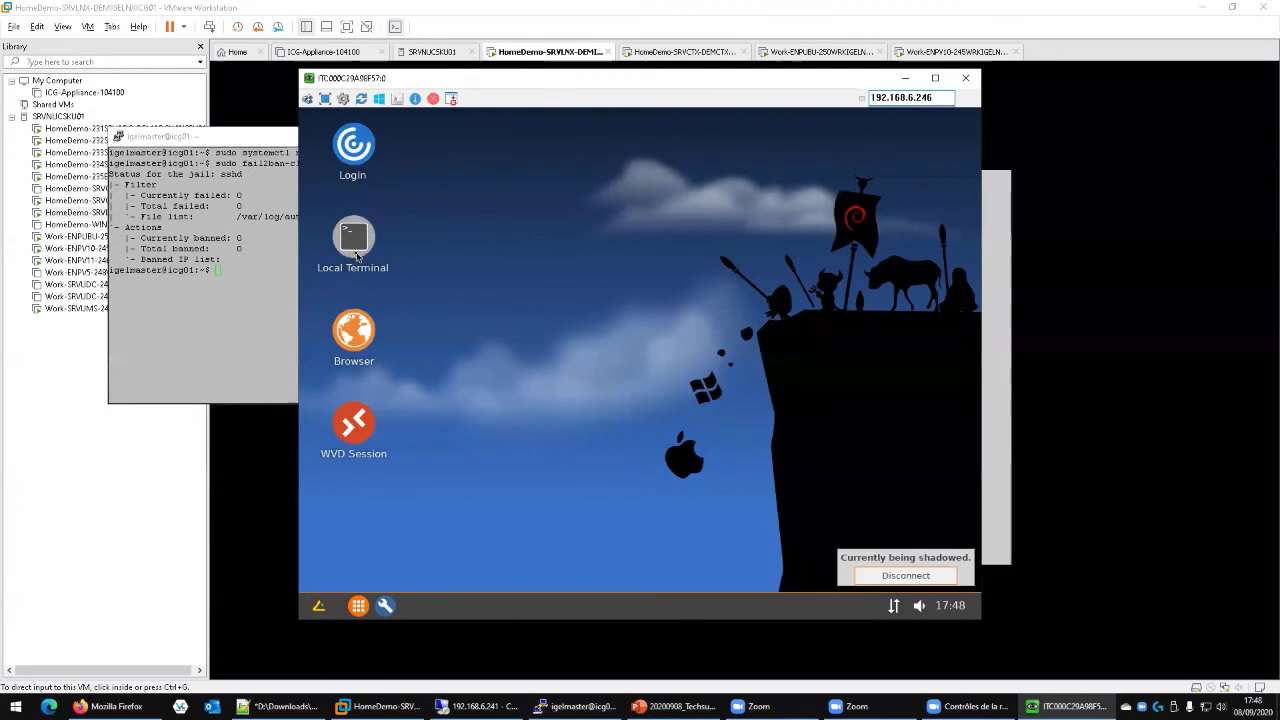 HomeDemo-SRVLNX-DEMIGELNXICG01 - VMware Workstation
File Edit View VM Tabs Help
Library
Type here to search
My Computer
ICG-Appliance-104100
Shared VMs
SRVNUCSKU01
Home
ICG-Appliance-104100
SRVNUCSKU01
HomeDemo-SRVLNX-DEMI...
HomeDemo-SRVCTX-DEMCTX...
Work-ENPUBU-250WRKIGELN...
Work-ENPV10-245WRKIGELN...
igelmaster@icg01: ~
igelmaster@icg01:~$ sudo systemctl
igelmaster@icg01:~$ sudo fail2ban-c
Status for the jail: sshd
|- Filter
| |- Currently failed: 0
| |- Total failed: 0
| `- File list: /var/log/au
`- Actions
|- Currently banned: 0
|- Total banned: 0
`- Banned IP list:
igelmaster@icg01:~$
ITC000C29A98F57:0
192.168.6.246
Login
>_
Local Terminal
Browser
WVD Session
Currently being shadowed.
Disconnect
17:48
To direct input to this VM, click inside or press Ctrl+G.
Mozilla Firefox
*D:\Downloads\...
HomeDemo-SRV...
192.168.6.241 - C...
igelmaster@icg0...
20200908_Techsu...
Zoom
Zoom
Contrôles de la r...
ITC000C29A98F5...
17:48
08/09/2020